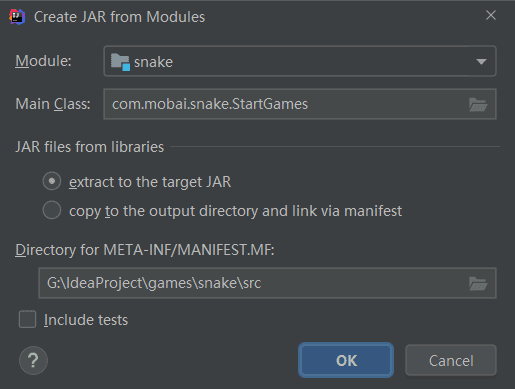 Create JAR from Modules
Module: snake
Main Class: com.mobai.snake.StartGames
JAR files from libraries
extract to the target JAR
copy to the output directory and link via manifest
Directory for META-INF/MANIFEST.MF:
G:\IdeaProject\games\snake\src
Include tests
? OK Cancel